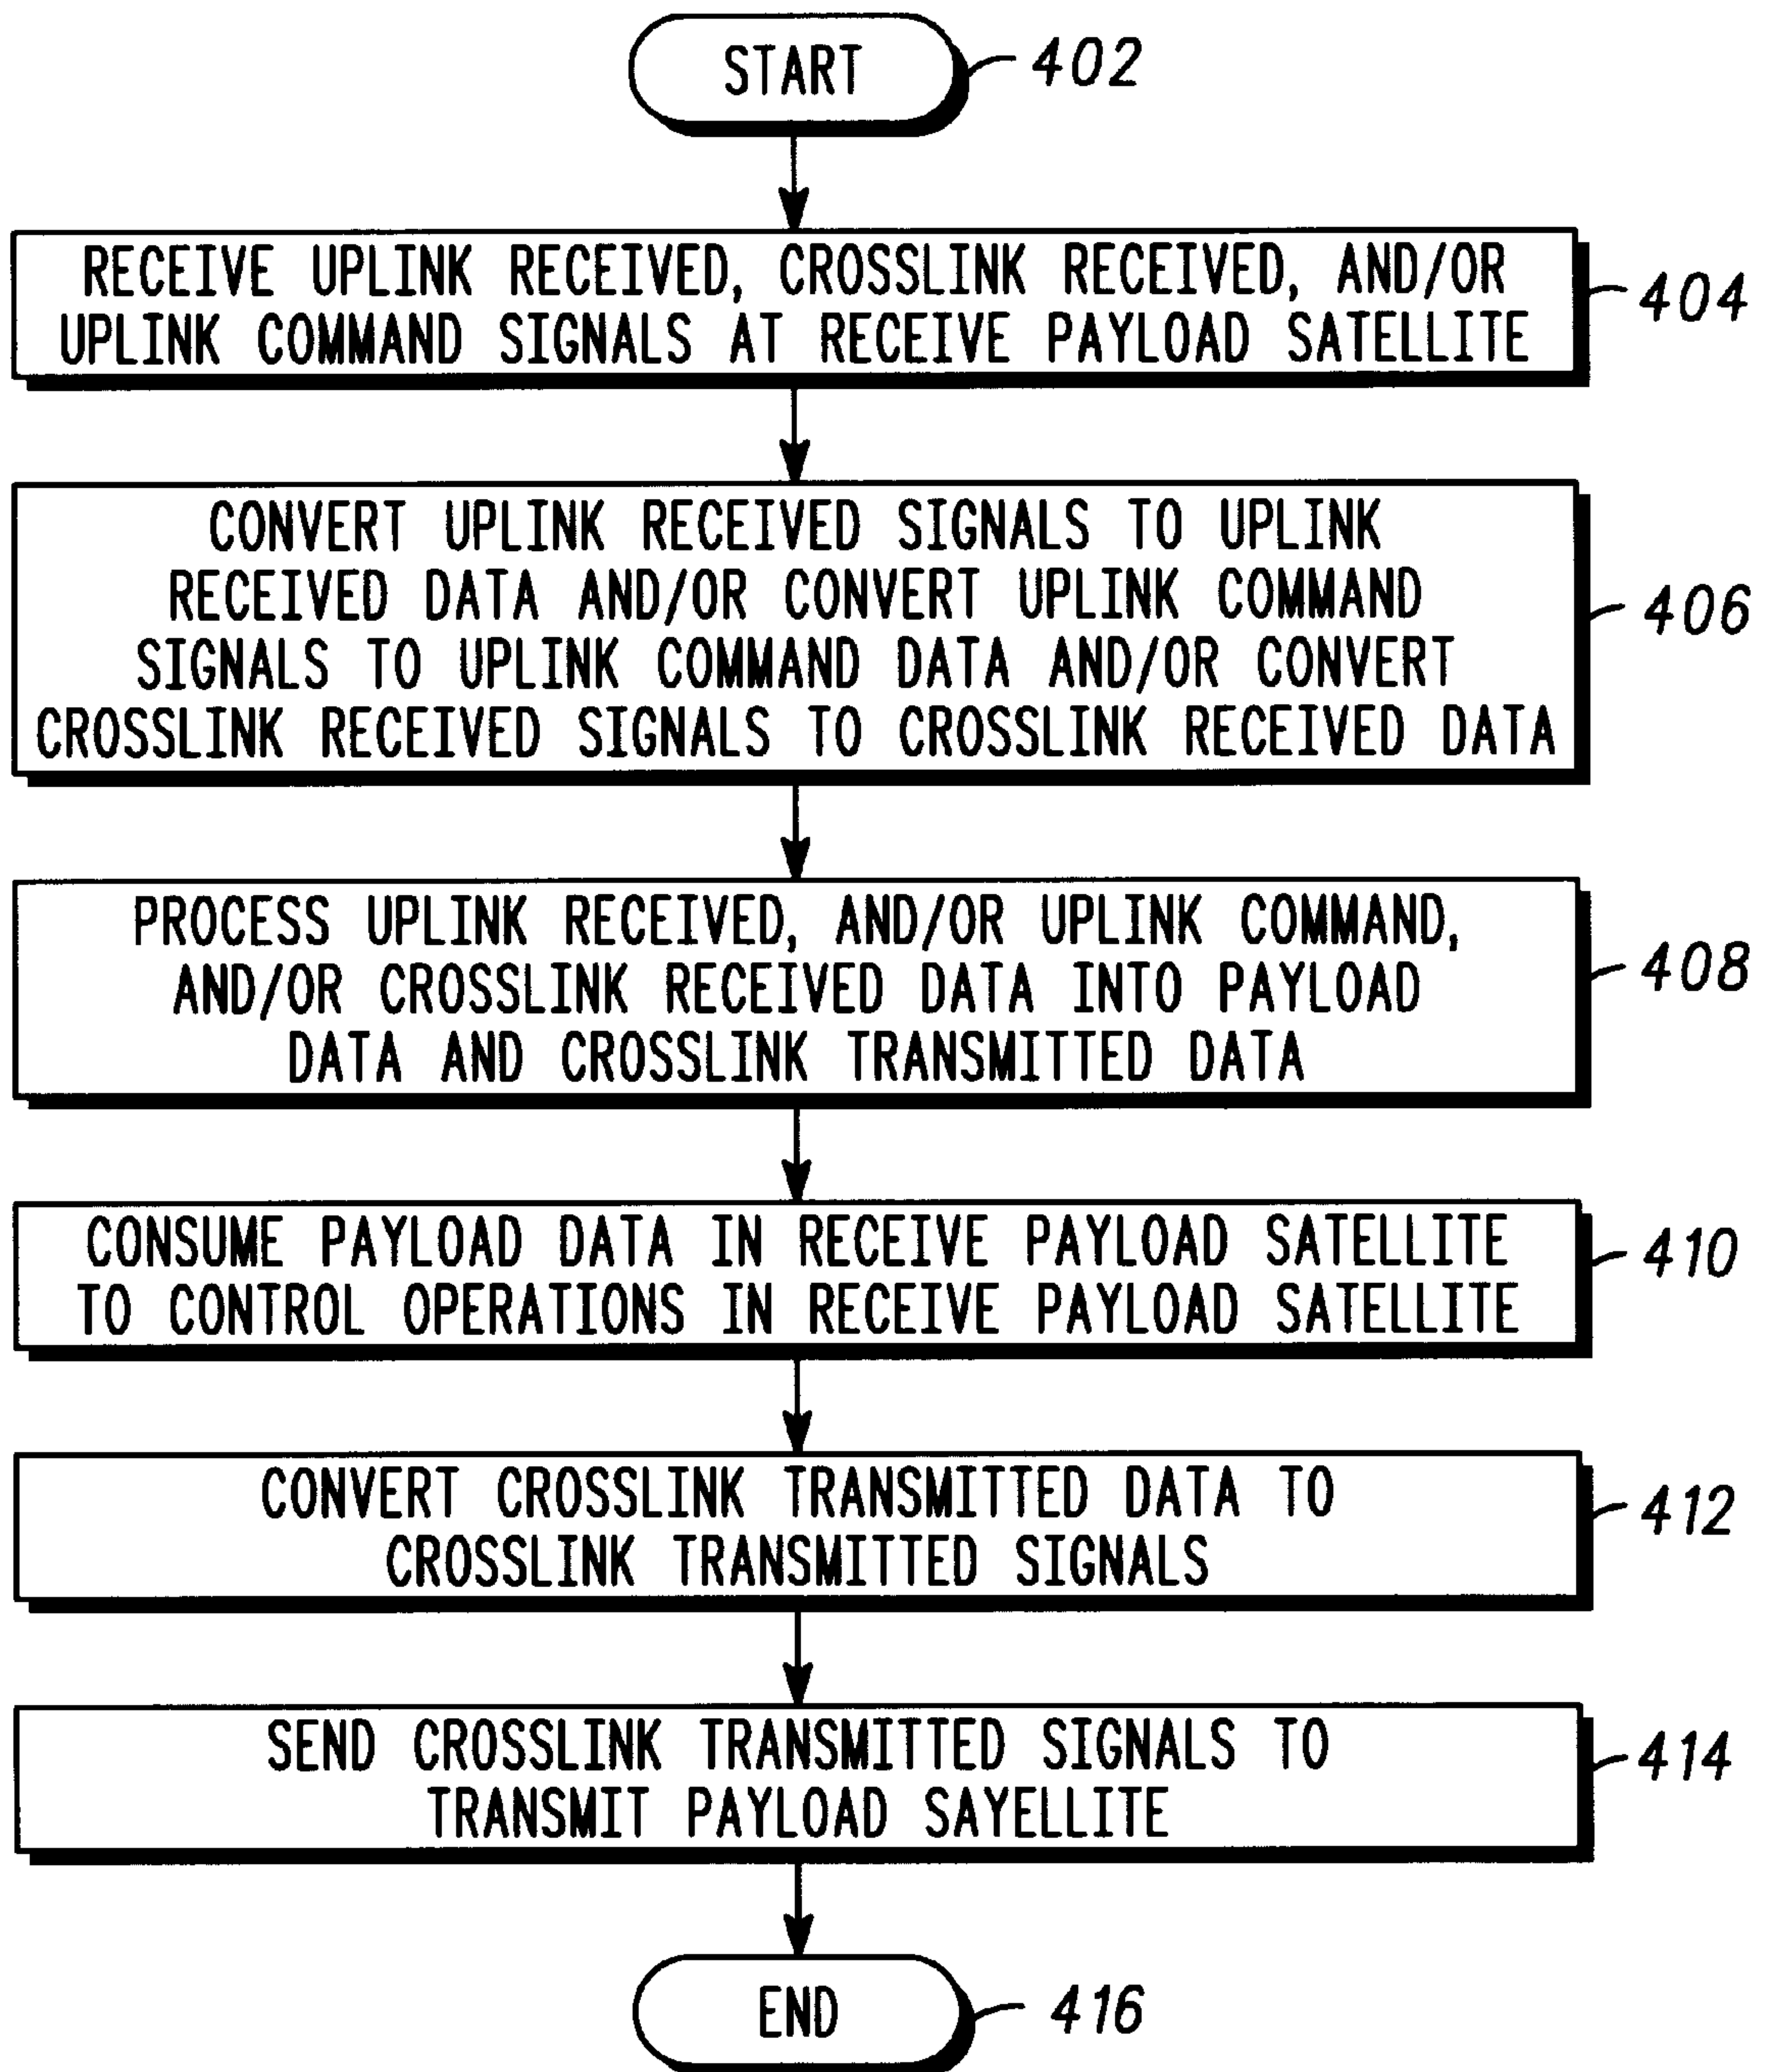 START
402
RECEIVE UPLINK RECEIVED, CROSSLINK RECEIVED, AND/OR
UPLINK COMMAND SIGNALS AT RECEIVE PAYLOAD SATELLITE
404
CONVERT UPLINK RECEIVED SIGNALS TO UPLINK
RECEIVED DATA AND/OR CONVERT UPLINK COMMAND
SIGNALS TO UPLINK COMMAND DATA AND/OR CONVERT
CROSSLINK RECEIVED SIGNALS TO CROSSLINK RECEIVED DATA
406
PROCESS UPLINK RECEIVED, AND/OR UPLINK COMMAND,
AND/OR CROSSLINK RECEIVED DATA INTO PAYLOAD
DATA AND CROSSLINK TRANSMITTED DATA
408
CONSUME PAYLOAD DATA IN RECEIVE PAYLOAD SATELLITE
TO CONTROL OPERATIONS IN RECEIVE PAYLOAD SATELLITE
410
CONVERT CROSSLINK TRANSMITTED DATA TO
CROSSLINK TRANSMITTED SIGNALS
412
SEND CROSSLINK TRANSMITTED SIGNALS TO
TRANSMIT PAYLOAD SAYELLITE
414
END
416